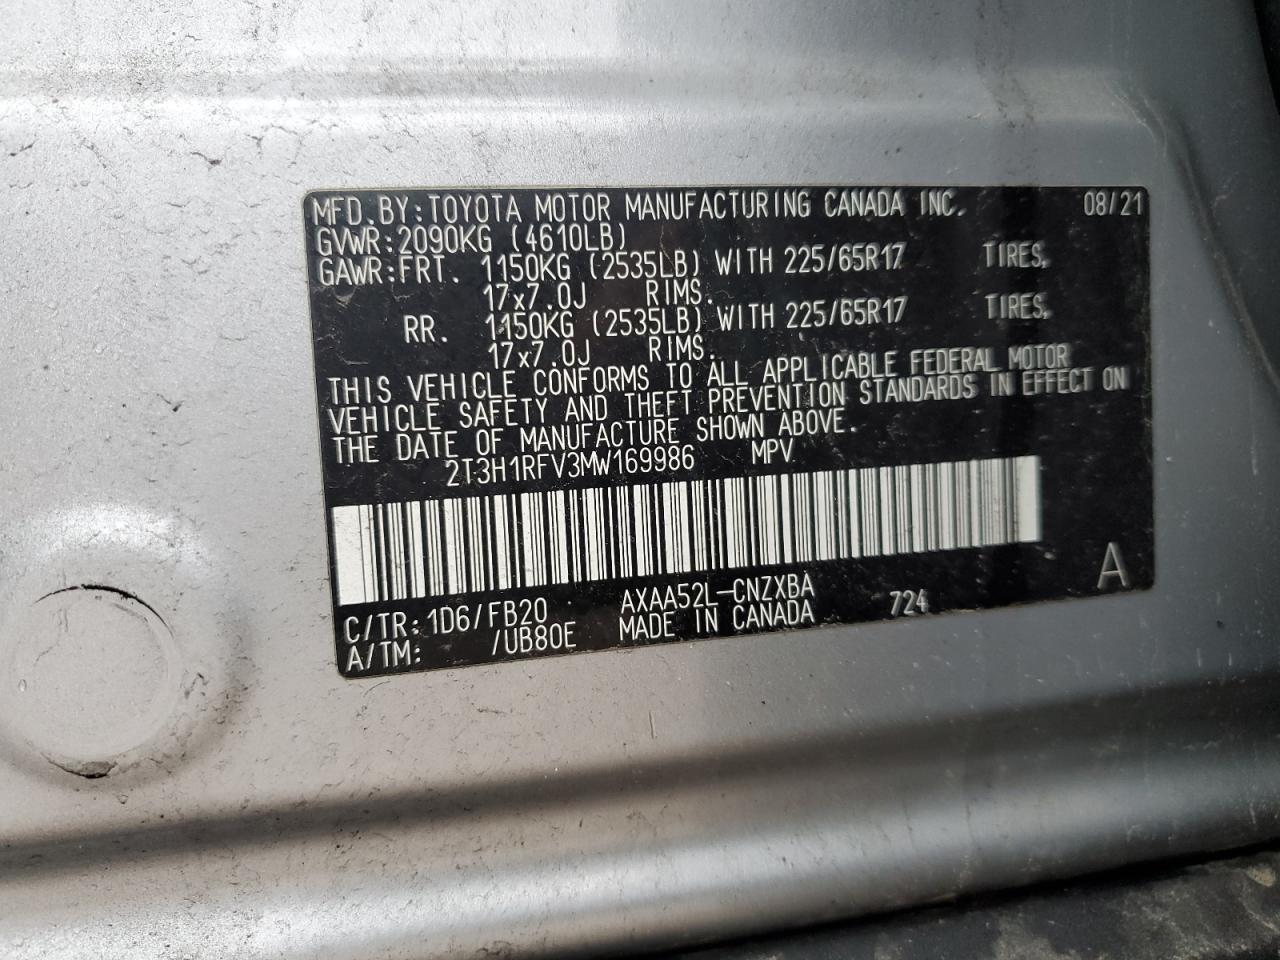 MFD.BY:TOYOTA MOTOR MANUFACTURING CANADA INC. 08/21
GVWR:2090KG (4610LB)
GAWR:FRT. 1150KG (2535LB) WITH 225/65R17 TIRES,
17x7.0J RIMS.
RR. 1150KG (2535LB) WITH 225/65R17 TIRES,
17x7.0J RIMS.
THIS VEHICLE CONFORMS TO ALL APPLICABLE FEDERAL MOTOR
VEHICLE SAFETY AND THEFT PREVENTION STANDARDS IN EFFECT ON
THE DATE OF MANUFACTURE SHOWN ABOVE.
2T3H1RFV3MW169986 MPV
C/TR:1D6/FB20 AXAA52L-CNZXBA 724 A
A/TM: /UB80E MADE IN CANADA